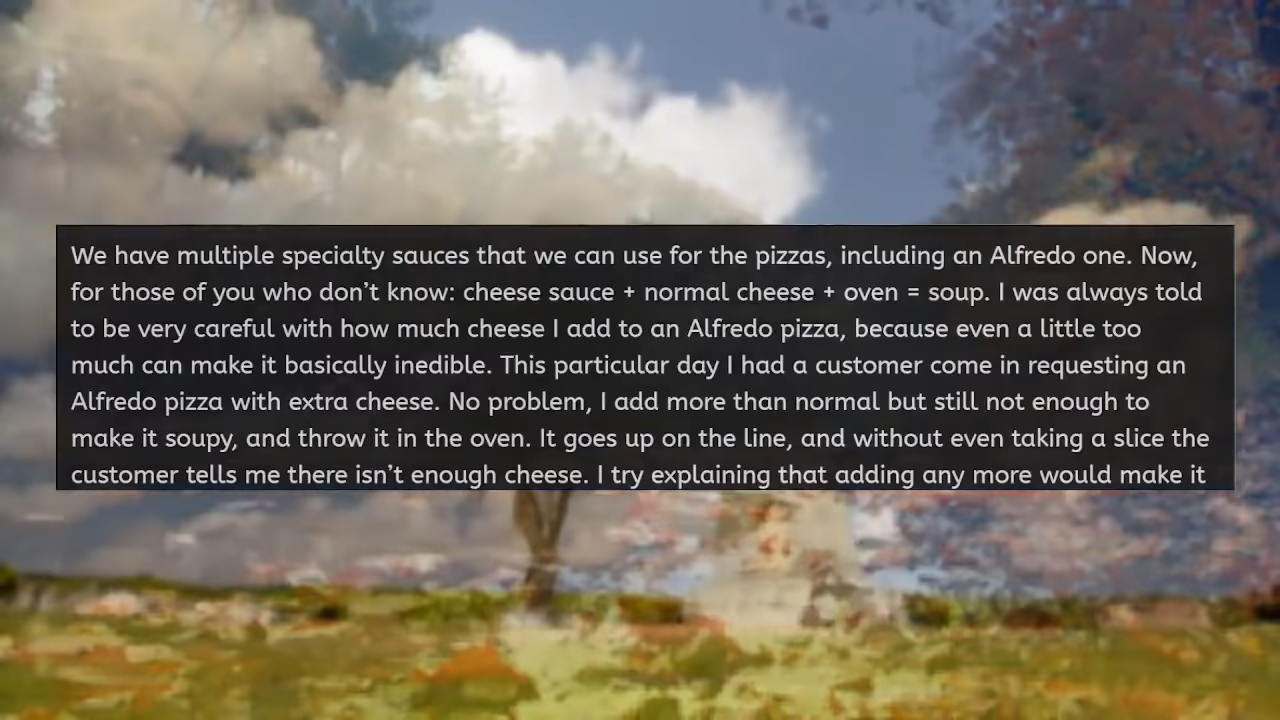 We have multiple specialty sauces that we can use for the pizzas, including an Alfredo one. Now,
for those of you who don’t know: cheese sauce + normal cheese + oven = soup. I was always told
to be very careful with how much cheese I add to an Alfredo pizza, because even a little too
much can make it basically inedible. This particular day I had a customer come in requesting an
Alfredo pizza with extra cheese. No problem, I add more than normal but still not enough to
make it soupy, and throw it in the oven. It goes up on the line, and without even taking a slice the
customer tells me there isn’t enough cheese. I try explaining that adding any more would make it